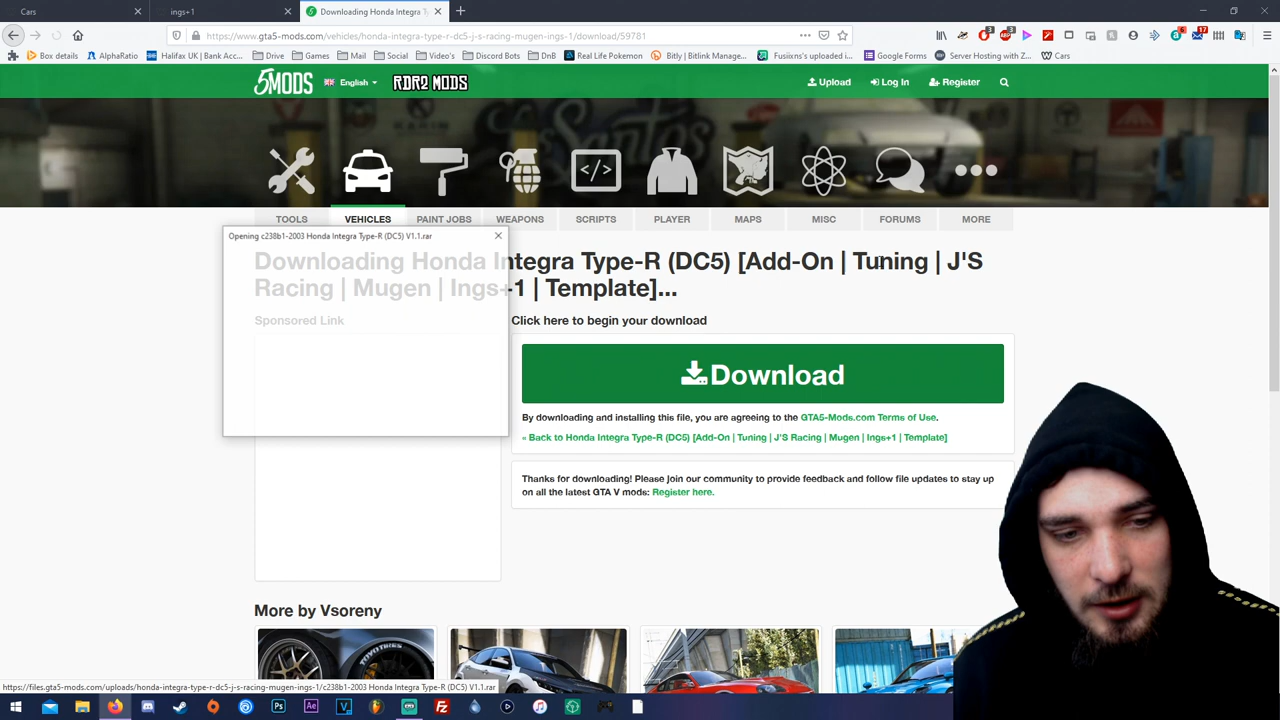 Cars
ings+1
Downloading Honda Integra Ty
https://www.gta5-mods.com/vehicles/honda-integra-type-r-dc5-j-s-racing-mugen-ings-1/download/59781
Box details
AlphaRatio
Halifax UK | Bank Acc...
Drive
Games
Mail
Social
Video's
Discord Bots
DnB
Real Life Pokemon
Bitly | Bitlink Manage...
Fusiixns's uploaded i...
Google Forms
Server Hosting with Z...
Cars
5MODS
English
RDR2 MODS
Upload
Log In
Register
TOOLS
VEHICLES
PAINT JOBS
WEAPONS
SCRIPTS
PLAYER
MAPS
MISC
FORUMS
MORE
Opening c238b1-2003 Honda Integra Type-R (DC5) V1.1.rar
Downloading Honda Integra Type-R (DC5) [Add-On | Tuning | J'S
Racing | Mugen | Ings+1 | Template]...
Sponsored Link
Click here to begin your download
Download
By downloading and installing this file, you are agreeing to the GTA5-Mods.com Terms of Use.
« Back to Honda Integra Type-R (DC5) [Add-On | Tuning | J'S Racing | Mugen | Ings+1 | Template]
Thanks for downloading! Please join our community to provide feedback and follow file updates to stay up
on all the latest GTA V mods: Register here.
More by Vsoreny
TOYO TIRES
https://files.gta5-mods.com/uploads/honda-integra-type-r-dc5-j-s-racing-mugen-ings-1/c238b1-2003 Honda Integra Type-R (DC5) V1.1.rar